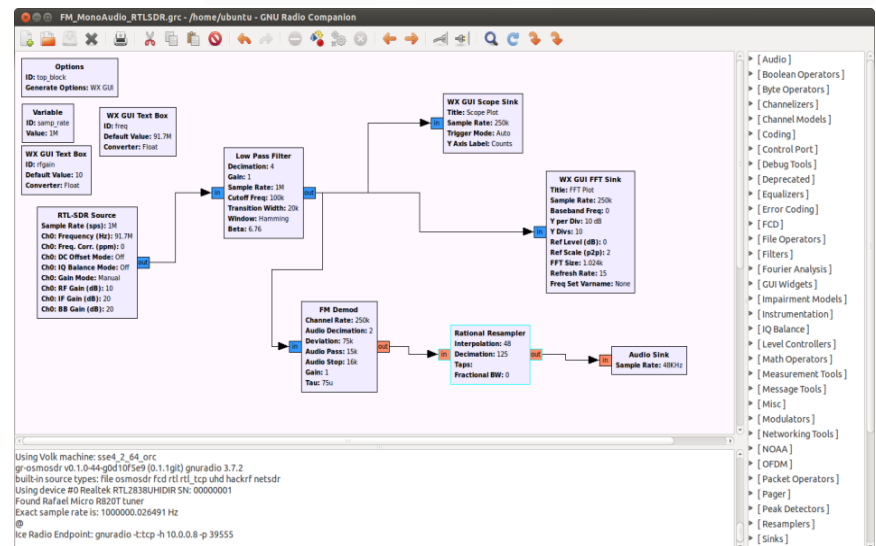 FM_MonoAudio_RTLSDR.grc - /home/ubuntu - GNU Radio Companion
Options
ID: top_block
Generate Options: WX GUI
Variable
ID: samp_rate
Value: 1M
WX GUI Text Box
ID: freq
Default Value: 91.7M
Converter: Float
WX GUI Text Box
ID: rfgain
Default Value: 10
Converter: Float
RTL-SDR Source
Sample Rate (sps): 1M
Ch0: Frequency (Hz): 91.7M
Ch0: Freq. Corr. (ppm): 0
Ch0: DC Offset Mode: Off
Ch0: IQ Balance Mode: Off
Ch0: Gain Mode: Manual
Ch0: RF Gain (dB): 10
Ch0: IF Gain (dB): 20
Ch0: BB Gain (dB): 20
out
Low Pass Filter
Decimation: 4
Gain: 1
Sample Rate: 1M
Cutoff Freq: 100k
Transition Width: 20k
Window: Hamming
Beta: 6.76
in
out
WX GUI Scope Sink
Title: Scope Plot
Sample Rate: 250k
Trigger Mode: Auto
Y Axis Label: Counts
in
WX GUI FFT Sink
Title: FFT Plot
Sample Rate: 250k
Baseband Freq: 0
Y per Div: 10 dB
Y Divs: 10
Ref Level (dB): 0
Ref Scale (p2p): 2
FFT Size: 1.024k
Refresh Rate: 15
Freq Set Varname: None
in
FM Demod
Channel Rate: 250k
Audio Decimation: 2
Deviation: 75k
Audio Pass: 15k
Audio Stop: 16k
Gain: 1
Tau: 75u
in
out
Rational Resampler
Interpolation: 48
Decimation: 125
Taps:
Fractional BW: 0
in
out
Audio Sink
Sample Rate: 48KHz
in
Using Volk machine: sse4_2_64_orc
gr-osmosdr v0.1.0-44-g0d10f5e9 (0.1.1git) gnuradio 3.7.2
built-in source types: file osmosdr fcd rtl rtl_tcp uhd hackrf netsdr
Using device #0 Realtek RTL2838UHIDIR SN: 00000001
Found Rafael Micro R820T tuner
Exact sample rate is: 1000000.026491 Hz
@
Ice Radio Endpoint: gnuradio -t:tcp -h 10.0.0.8 -p 39555
[ Audio ]
[ Boolean Operators ]
[ Byte Operators ]
[ Channelizers ]
[ Channel Models ]
[ Coding ]
[ Control Port ]
[ Debug Tools ]
[ Deprecated ]
[ Equalizers ]
[ Error Coding ]
[ FCD ]
[ File Operators ]
[ Filters ]
[ Fourier Analysis ]
[ GUI Widgets ]
[ Impairment Models ]
[ Instrumentation ]
[ IQ Balance ]
[ Level Controllers ]
[ Math Operators ]
[ Measurement Tools ]
[ Message Tools ]
[ Misc ]
[ Modulators ]
[ Networking Tools ]
[ NOAA ]
[ OFDM ]
[ Packet Operators ]
[ Pager ]
[ Peak Detectors ]
[ Resamplers ]
[ Sinks ]